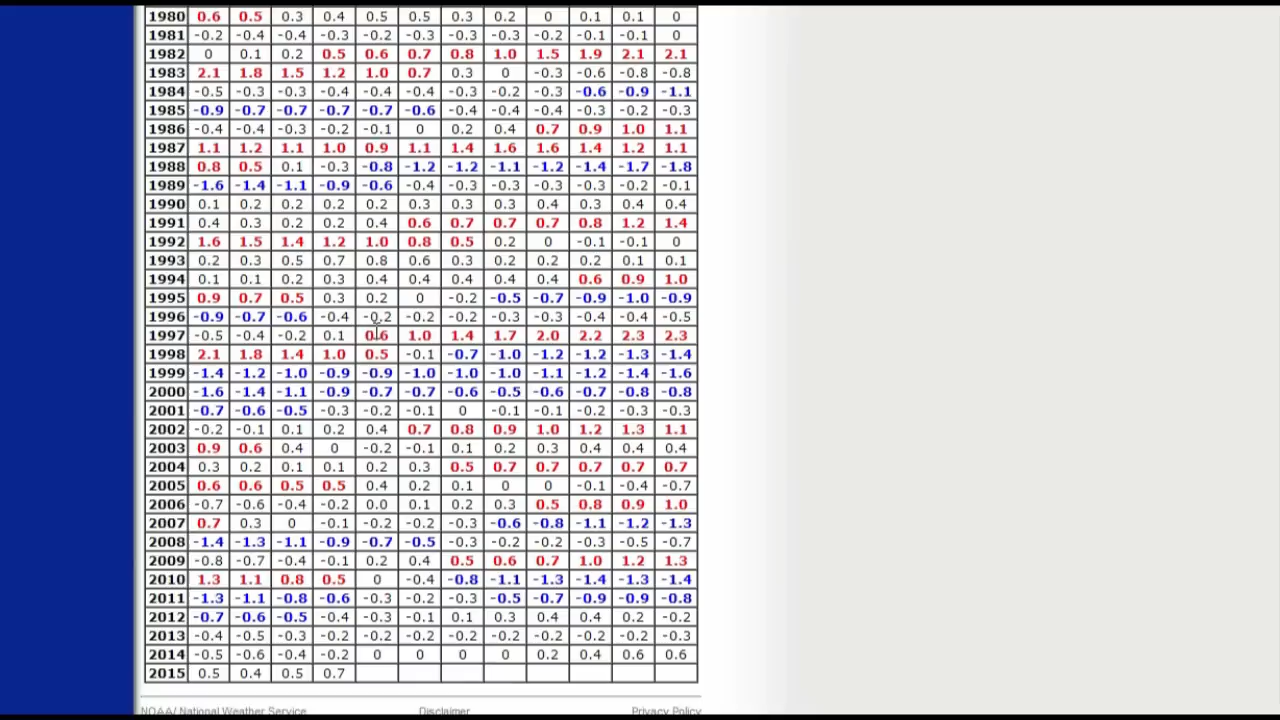 1980 0.6 0.5 0.3 0.4 0.5 0.5 0.3 0.2 0 0.1 0.1 0
1981 -0.2 -0.4 -0.4 -0.3 -0.2 -0.3 -0.3 -0.3 -0.2 -0.1 -0.1 0
1982 0 0.1 0.2 0.5 0.6 0.7 0.8 1.0 1.5 1.9 2.1 2.1
1983 2.1 1.8 1.5 1.2 1.0 0.7 0.3 0 -0.3 -0.6 -0.8 -0.8
1984 -0.5 -0.3 -0.3 -0.4 -0.4 -0.4 -0.3 -0.2 -0.3 -0.6 -0.9 -1.1
1985 -0.9 -0.7 -0.7 -0.7 -0.7 -0.6 -0.4 -0.4 -0.4 -0.3 -0.2 -0.3
1986 -0.4 -0.4 -0.3 -0.2 -0.1 0 0.2 0.4 0.7 0.9 1.0 1.1
1987 1.1 1.2 1.1 1.0 0.9 1.1 1.4 1.6 1.6 1.4 1.2 1.1
1988 0.8 0.5 0.1 -0.3 -0.8 -1.2 -1.2 -1.1 -1.2 -1.4 -1.7 -1.8
1989 -1.6 -1.4 -1.1 -0.9 -0.6 -0.4 -0.3 -0.3 -0.3 -0.3 -0.2 -0.1
1990 0.1 0.2 0.2 0.2 0.2 0.3 0.3 0.3 0.4 0.3 0.4 0.4
1991 0.4 0.3 0.2 0.2 0.4 0.6 0.7 0.7 0.7 0.8 1.2 1.4
1992 1.6 1.5 1.4 1.2 1.0 0.8 0.5 0.2 0 -0.1 -0.1 0
1993 0.2 0.3 0.5 0.7 0.8 0.6 0.3 0.2 0.2 0.2 0.1 0.1
1994 0.1 0.1 0.2 0.3 0.4 0.4 0.4 0.4 0.4 0.6 0.9 1.0
1995 0.9 0.7 0.5 0.3 0.2 0 -0.2 -0.5 -0.7 -0.9 -1.0 -0.9
1996 -0.9 -0.7 -0.6 -0.4 -0.2 -0.2 -0.2 -0.3 -0.3 -0.4 -0.4 -0.5
1997 -0.5 -0.4 -0.2 0.1 0.6 1.0 1.4 1.7 2.0 2.2 2.3 2.3
1998 2.1 1.8 1.4 1.0 0.5 -0.1 -0.7 -1.0 -1.2 -1.2 -1.3 -1.4
1999 -1.4 -1.2 -1.0 -0.9 -0.9 -1.0 -1.0 -1.0 -1.1 -1.2 -1.4 -1.6
2000 -1.6 -1.4 -1.1 -0.9 -0.7 -0.7 -0.6 -0.5 -0.6 -0.7 -0.8 -0.8
2001 -0.7 -0.6 -0.5 -0.3 -0.2 -0.1 0 -0.1 -0.1 -0.2 -0.3 -0.3
2002 -0.2 -0.1 0.1 0.2 0.4 0.7 0.8 0.9 1.0 1.2 1.3 1.1
2003 0.9 0.6 0.4 0 -0.2 -0.1 0.1 0.2 0.3 0.4 0.4 0.4
2004 0.3 0.2 0.1 0.1 0.2 0.3 0.5 0.7 0.7 0.7 0.7 0.7
2005 0.6 0.6 0.5 0.5 0.4 0.2 0.1 0 0 -0.1 -0.4 -0.7
2006 -0.7 -0.6 -0.4 -0.2 0.0 0.1 0.2 0.3 0.5 0.8 0.9 1.0
2007 0.7 0.3 0 -0.1 -0.2 -0.2 -0.3 -0.6 -0.8 -1.1 -1.2 -1.3
2008 -1.4 -1.3 -1.1 -0.9 -0.7 -0.5 -0.3 -0.2 -0.2 -0.3 -0.5 -0.7
2009 -0.8 -0.7 -0.4 -0.1 0.2 0.4 0.5 0.6 0.7 1.0 1.2 1.3
2010 1.3 1.1 0.8 0.5 0 -0.4 -0.8 -1.1 -1.3 -1.4 -1.3 -1.4
2011 -1.3 -1.1 -0.8 -0.6 -0.3 -0.2 -0.3 -0.5 -0.7 -0.9 -0.9 -0.8
2012 -0.7 -0.6 -0.5 -0.4 -0.3 -0.1 0.1 0.3 0.4 0.4 0.2 -0.2
2013 -0.4 -0.5 -0.3 -0.2 -0.2 -0.2 -0.2 -0.2 -0.2 -0.2 -0.2 -0.3
2014 -0.5 -0.6 -0.4 -0.2 0 0 0 0 0.2 0.4 0.6 0.6
2015 0.5 0.4 0.5 0.7
NOAA/ National Weather Service Disclaimer Privacy Policy